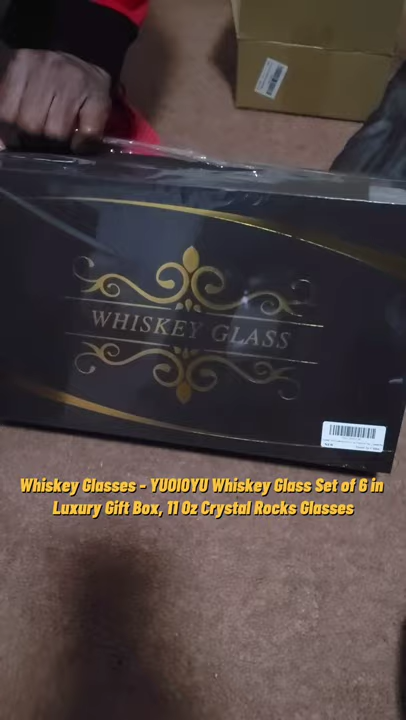 WHISKEY GLASS
Whiskey Glasses - YUOIOYU Whiskey Glass Set of 6 in
Luxury Gift Box, 11 Oz Crystal Rocks Glasses